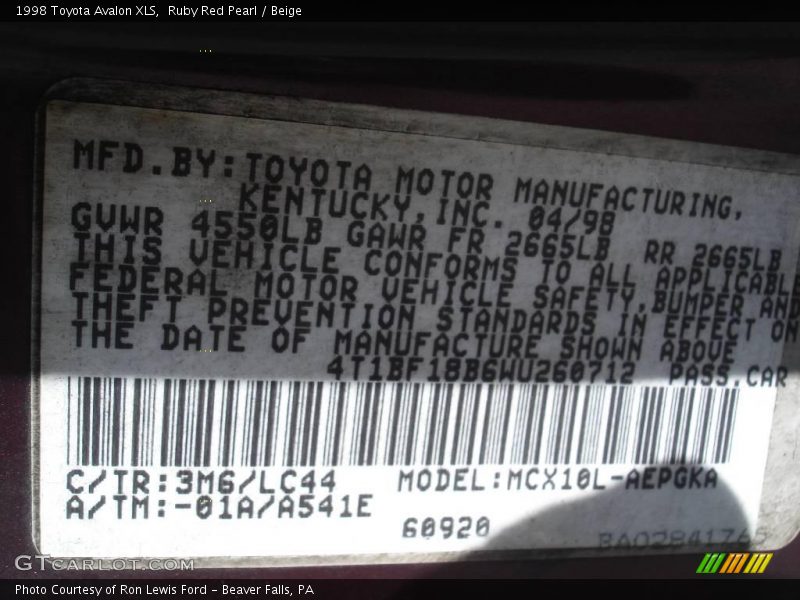 1998 Toyota Avalon XLS,  Ruby Red Pearl / Beige
MFD.BY:TOYOTA MOTOR MANUFACTURING,
KENTUCKY,INC. 04/98
GVWR 4550LB GAWR FR 2665LB RR 2665LB
THIS VEHICLE CONFORMS TO ALL APPLICABLE
FEDERAL MOTOR VEHICLE SAFETY,BUMPER AND
THEFT PREVENTION STANDARDS IN EFFECT ON
THE DATE OF MANUFACTURE SHOWN ABOVE
4T1BF18B6WU260712 PASS.CAR
C/TR:3M6/LC44 MODEL:MCX10L-AEPGKA
A/TM:-01A/A541E
60920
BA02841765
GTCarLot.com
Photo Courtesy of Ron Lewis Ford - Beaver Falls, PA